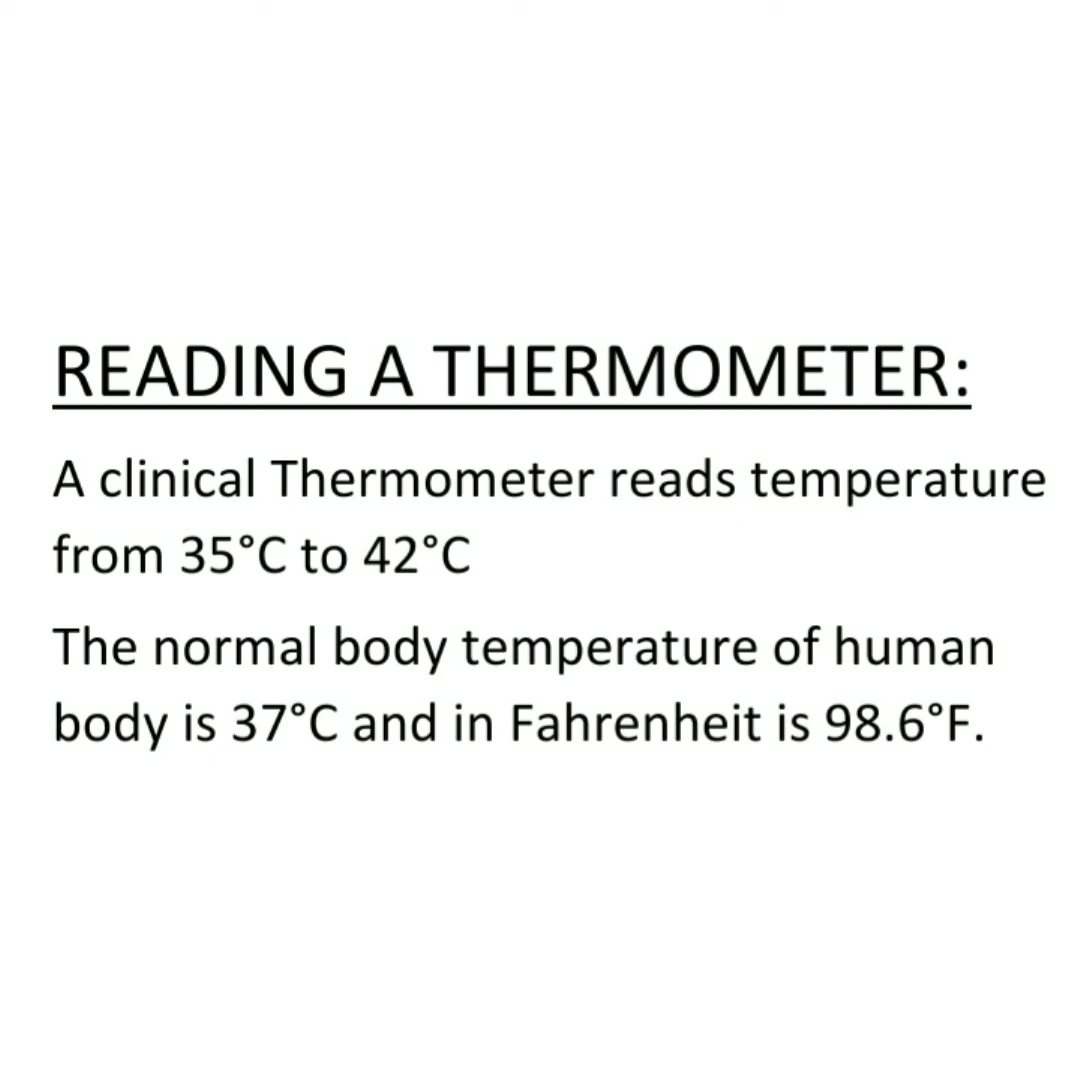 READING A THERMOMETER:
A clinical Thermometer reads temperature
from 35°C to 42°C
The normal body temperature of human
body is 37°C and in Fahrenheit is 98.6°F.